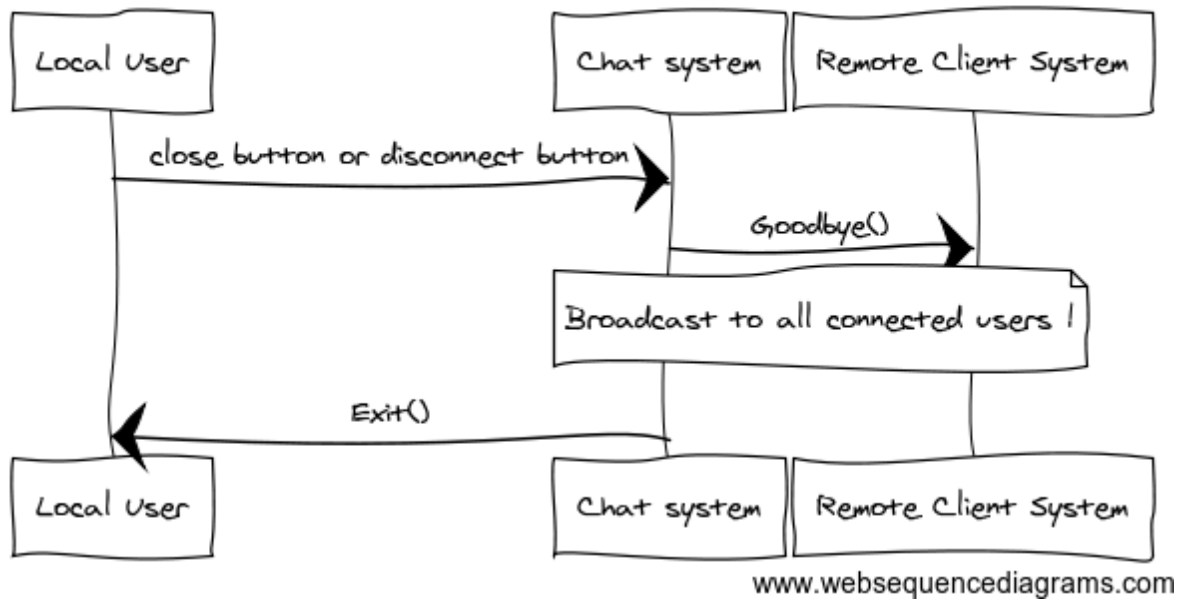 Local User
Chat system
Remote Client System
close button or disconnect button
Goodbye()
Broadcast to all connected users !
Exit()
Local User
Chat system
Remote Client System
www.websequencediagrams.com